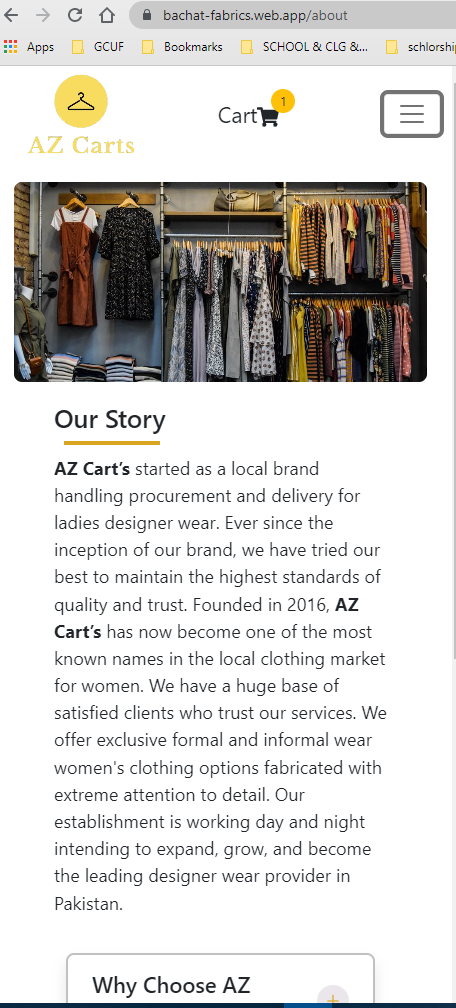 bachat-fabrics.web.app/about
Apps GCUF Bookmarks SCHOOL & CLG &... schlorship
Cart 1
AZ Carts
Our Story
AZ Cart’s started as a local brand
handling procurement and delivery for
ladies designer wear. Ever since the
inception of our brand, we have tried our
best to maintain the highest standards of
quality and trust. Founded in 2016, AZ
Cart’s has now become one of the most
known names in the local clothing market
for women. We have a huge base of
satisfied clients who trust our services. We
offer exclusive formal and informal wear
women's clothing options fabricated with
extreme attention to detail. Our
establishment is working day and night
intending to expand, grow, and become
the leading designer wear provider in
Pakistan.
Why Choose AZ
+